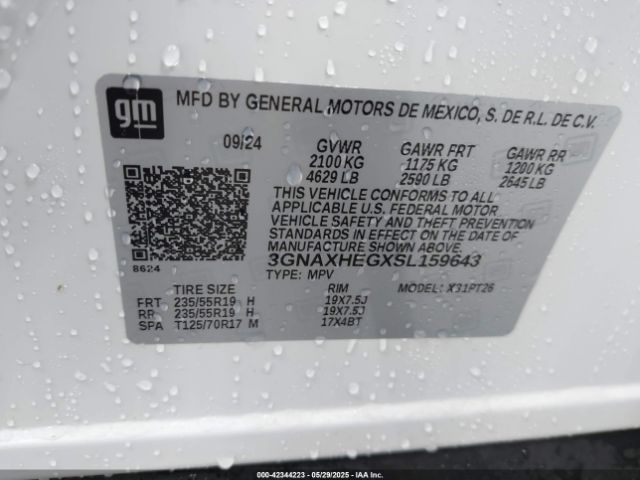 gm
MFD BY GENERAL MOTORS DE MEXICO, S. DE R.L. DE C.V.
09/24 GVWR GAWR FRT GAWR RR
2100 KG 1175 KG 1200 KG
4629 LB 2590 LB 2645 LB
THIS VEHICLE CONFORMS TO ALL
APPLICABLE U.S. FEDERAL MOTOR
VEHICLE SAFETY AND THEFT
PREVENTION STANDARDS IN EFFECT ON THE DATE OF
MANUFACTURE SHOWN ABOVE.
3GNAXHEGXSL159643
8624 TYPE: MPV MODEL: X31PT26
TIRE SIZE RIM
FRT 235/55R19 H 19X7.5J
RR 235/55R19 H 19X7.5J
SPA T125/70R17 M 17X4BT
000-42344223 — 05/29/2025 — IAA Inc.